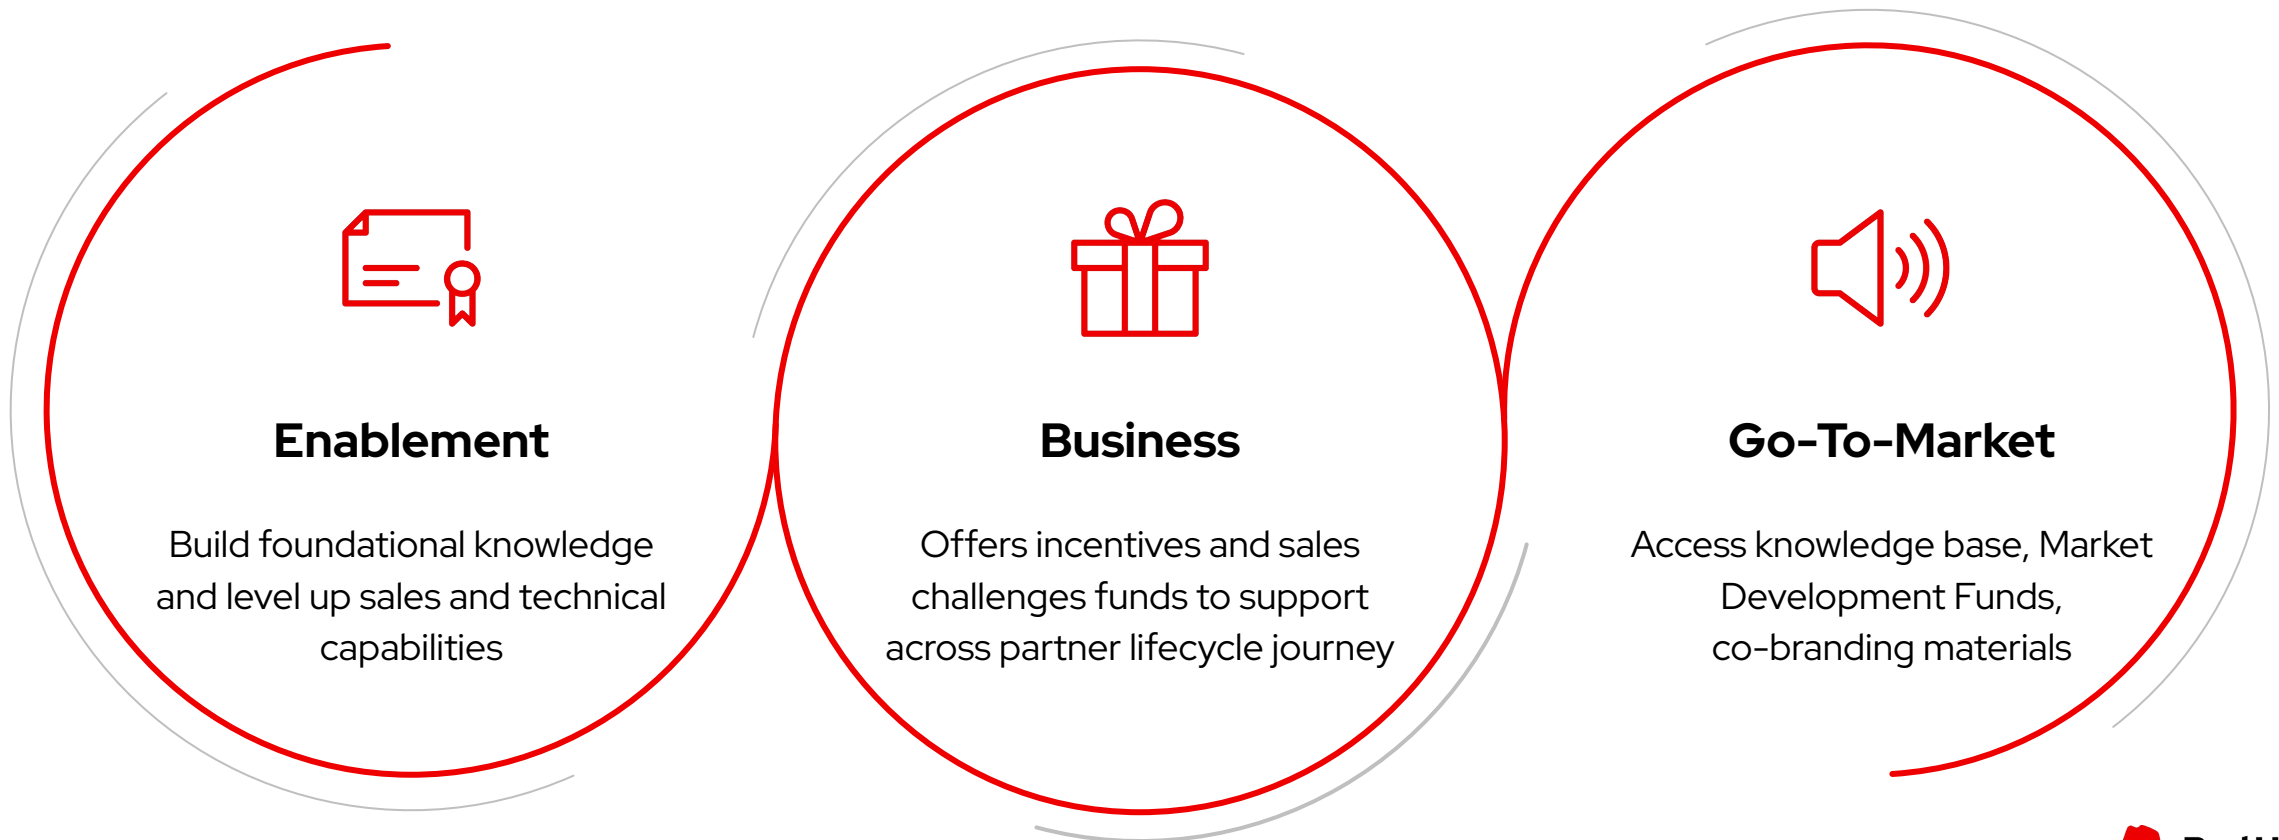 Enablement
Build foundational knowledge
and level up sales and technical
capabilities
Business
Offers incentives and sales
challenges funds to support
across partner lifecycle journey
Go-To-Market
Access knowledge base, Market
Development Funds,
co-branding materials